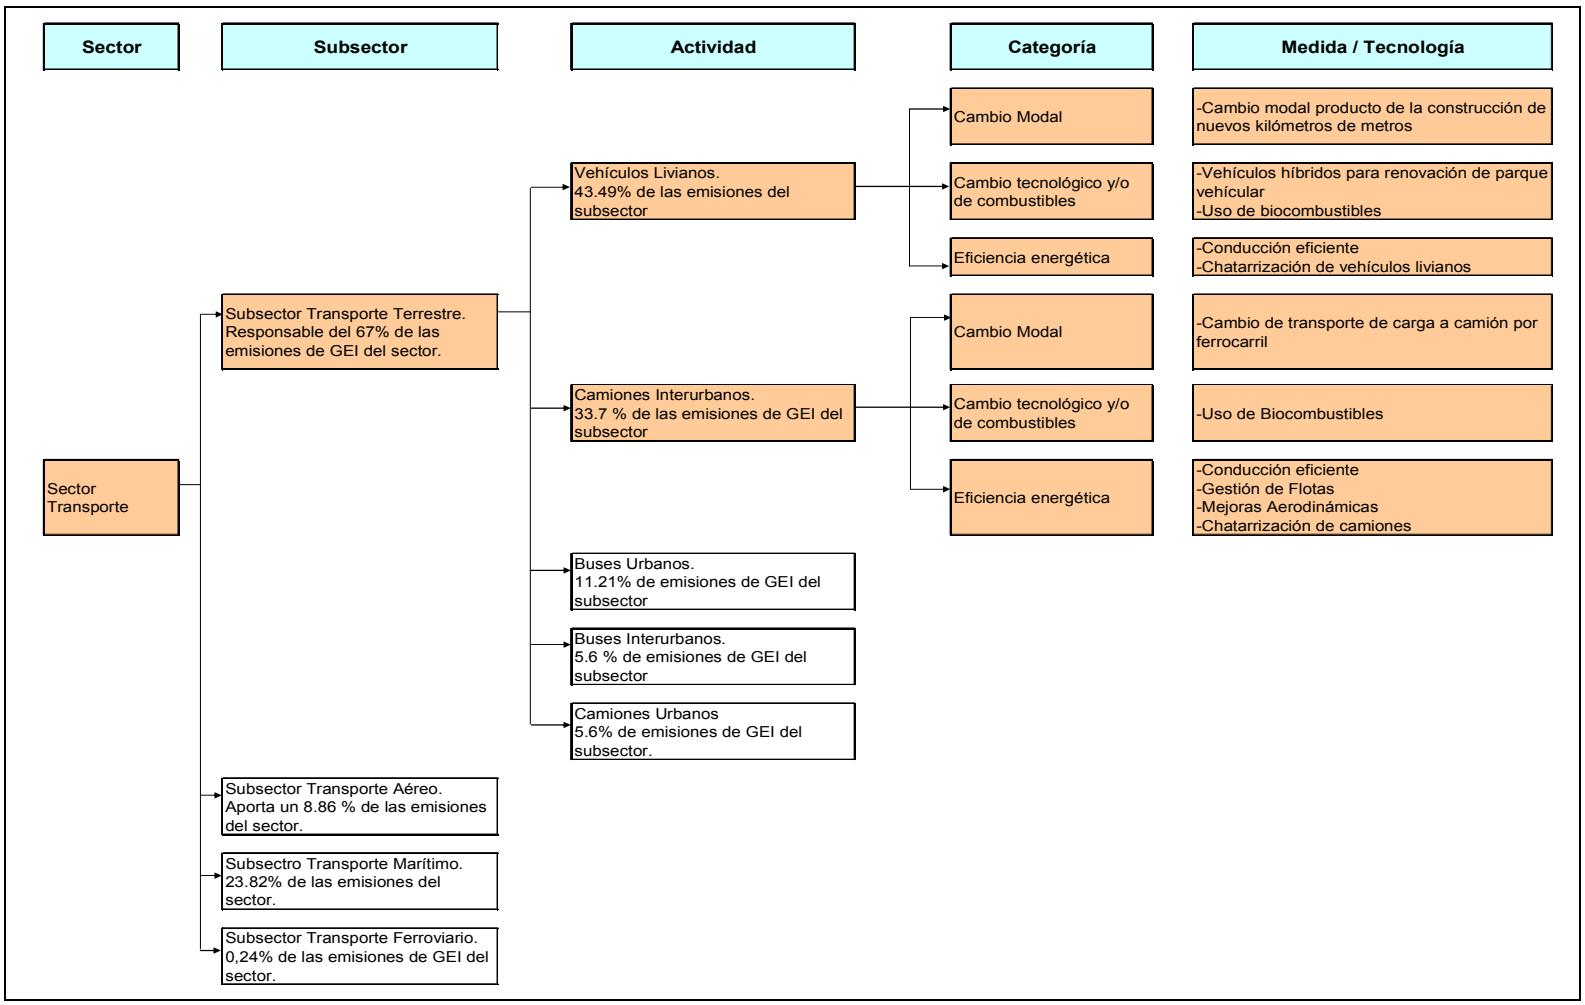 Sector
Subsector
Actividad
Categoría
Medida / Tecnología
Cambio Modal
-Cambio modal producto de la construcción de
nuevos kilómetros de metros
Vehículos Livianos.
43.49% de las emisiones del
subsector
Cambio tecnológico y/o
de combustibles
-Vehículos híbridos para renovación de parque
vehícular
-Uso de biocombustibles
Eficiencia energética
-Conducción eficiente
-Chatarrización de vehículos livianos
Subsector Transporte Terrestre.
Responsable del 67% de las
emisiones de GEI del sector.
Cambio Modal
-Cambio de transporte de carga a camión por
ferrocarril
Camiones Interurbanos.
33.7 % de las emisiones de GEI del
subsector
Cambio tecnológico y/o
de combustibles
-Uso de Biocombustibles
Sector
Transporte
Eficiencia energética
-Conducción eficiente
-Gestión de Flotas
-Mejoras Aerodinámicas
-Chatarrización de camiones
Buses Urbanos.
11.21% de emisiones de GEI del
subsector
Buses Interurbanos.
5.6 % de emisiones de GEI del
subsector
Camiones Urbanos
5.6% de emisiones de GEI del
subsector.
Subsector Transporte Aéreo.
Aporta un 8.86 % de las emisiones
del sector.
Subsectro Transporte Marítimo.
23.82% de las emisiones del
sector.
Subsector Transporte Ferroviario.
0,24% de las emisiones de GEI del
sector.